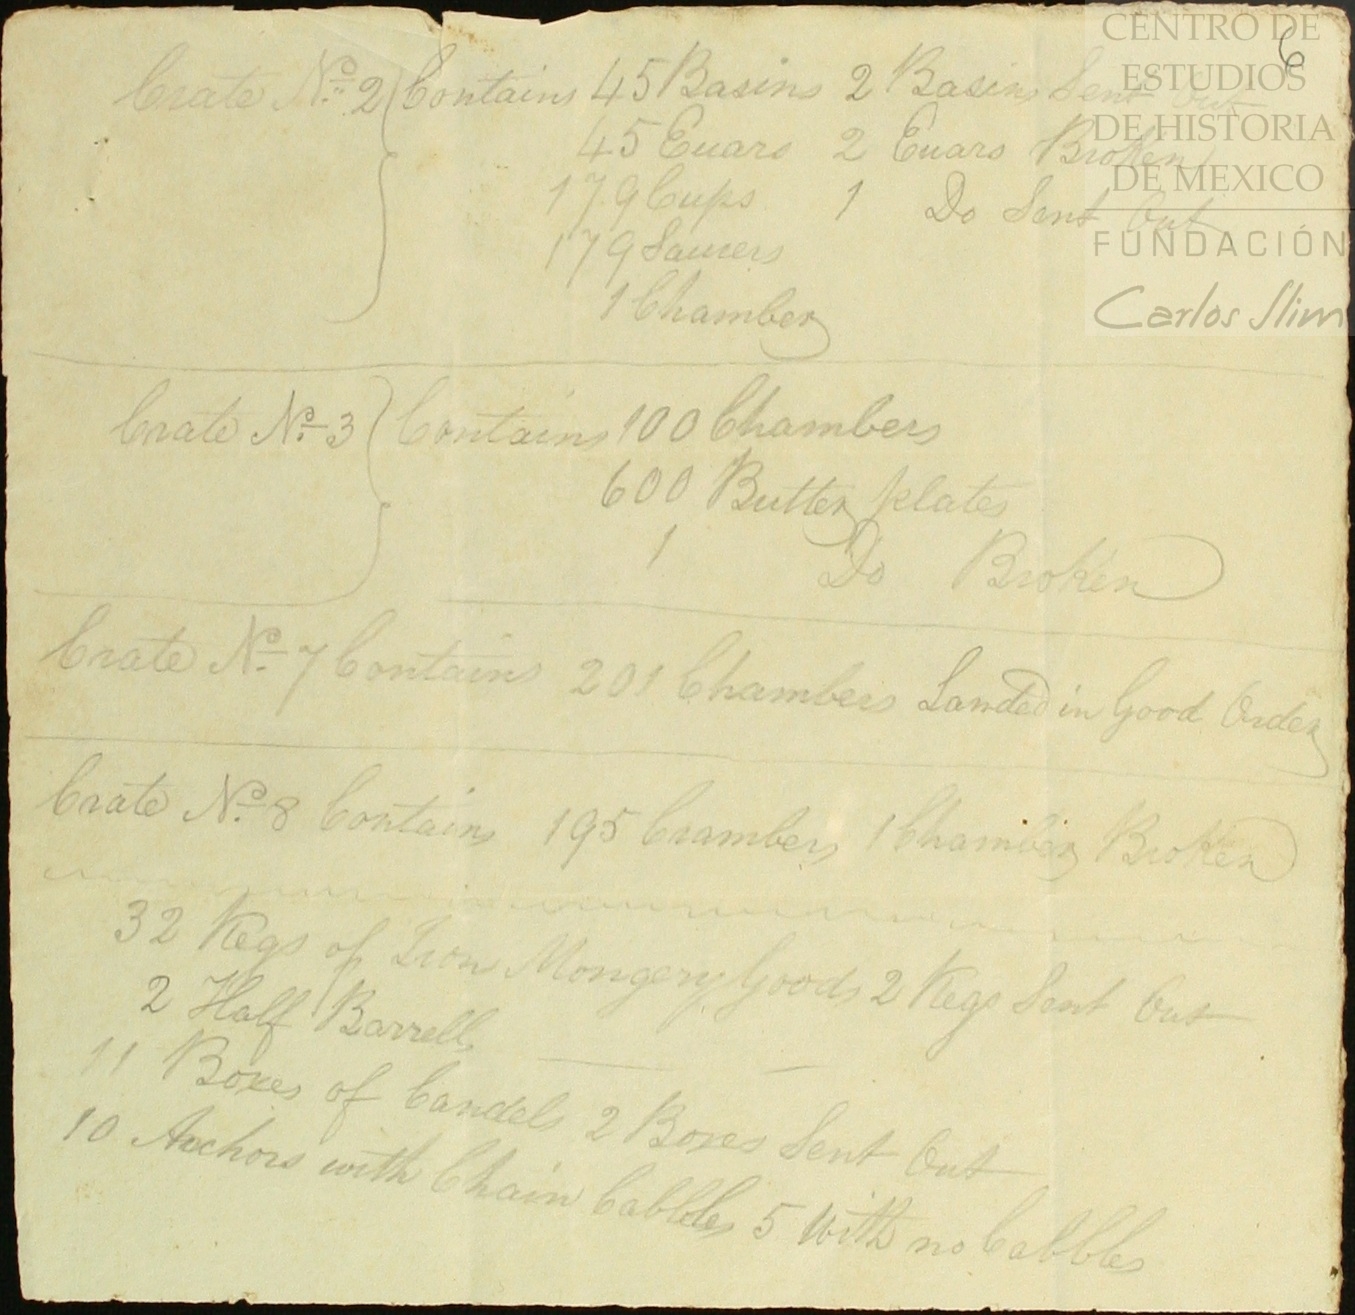 6
CENTRO DE
ESTUDIOS
DE HISTORIA
DE MEXICO
FUNDACIÓN
Carlos Slim
Crate No. 2 Contains 45 Basins 2 Basins Sent Out
45 Euars 2 Euars Broken
179 Cups 1 Do Sent Out
179 Saucers
1 Chamber
Crate No. 3 Contains 100 Chambers
600 Butter plates
1 Do Broken
Crate No. 7 Contains 201 Chambers Landed in Good Order
Crate No. 8 Contains 195 Crambers 1 Chamber Broken
32 Kegs of Iron Mongery Goods 2 Kegs Sent Out
2 Half Barrells
11 Boxes of Candels 2 Boxes Sent Out
10 Anchors with Chain Cabbles 5 With no Cabbles